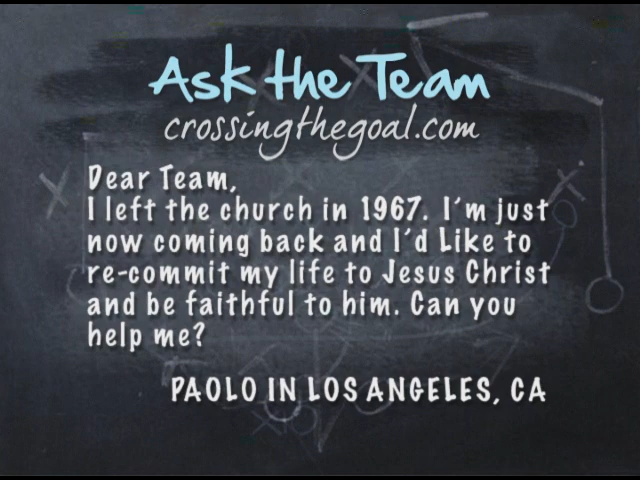 Ask the Team
crossingthegoal.com
Dear Team,
I left the church in 1967. I'm just
now coming back and I'd Like to
re-commit my life to Jesus Christ
and be faithful to him. Can you
help me?
PAOLO IN LOS ANGELES, CA